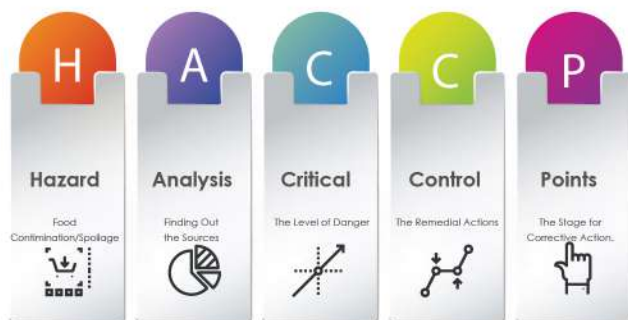 H
Hazard
Food
Contimination/Spoilage
A
Analysis
Finding Out
the Sources
C
Critical
The Level of Danger
C
Control
The Remedial Actions
P
Points
The Stage for
Corrective Action.